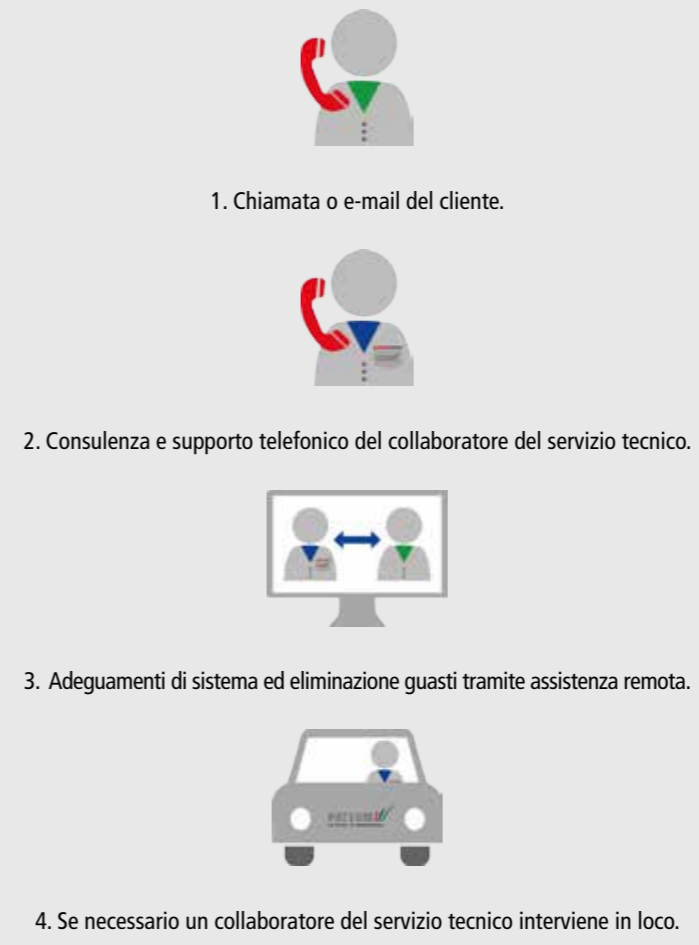 1. Chiamata o e-mail del cliente.
2. Consulenza e supporto telefonico del collaboratore del servizio tecnico.
3. Adeguamenti di sistema ed eliminazione guasti tramite assistenza remota.
4. Se necessario un collaboratore del servizio tecnico interviene in loco.